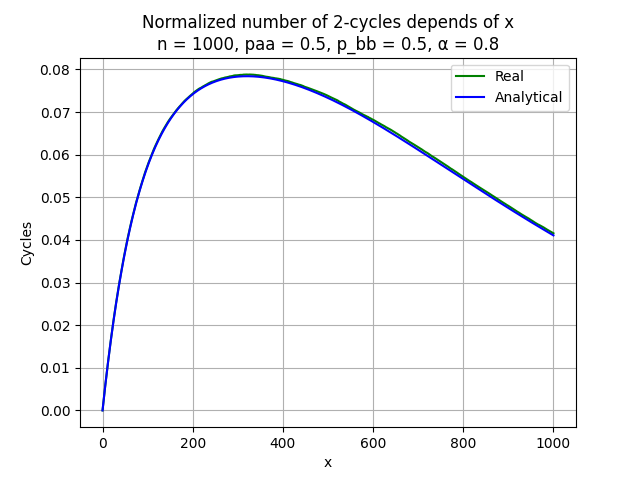 Normalized number of 2-cycles depends of x
n = 1000, paa = 0.5, p_bb = 0.5, α = 0.8
Real
Analytical
0.08
0.07
0.06
0.05
0.04
0.03
0.02
0.01
0.00
Cycles
0
200
400
600
800
1000
x